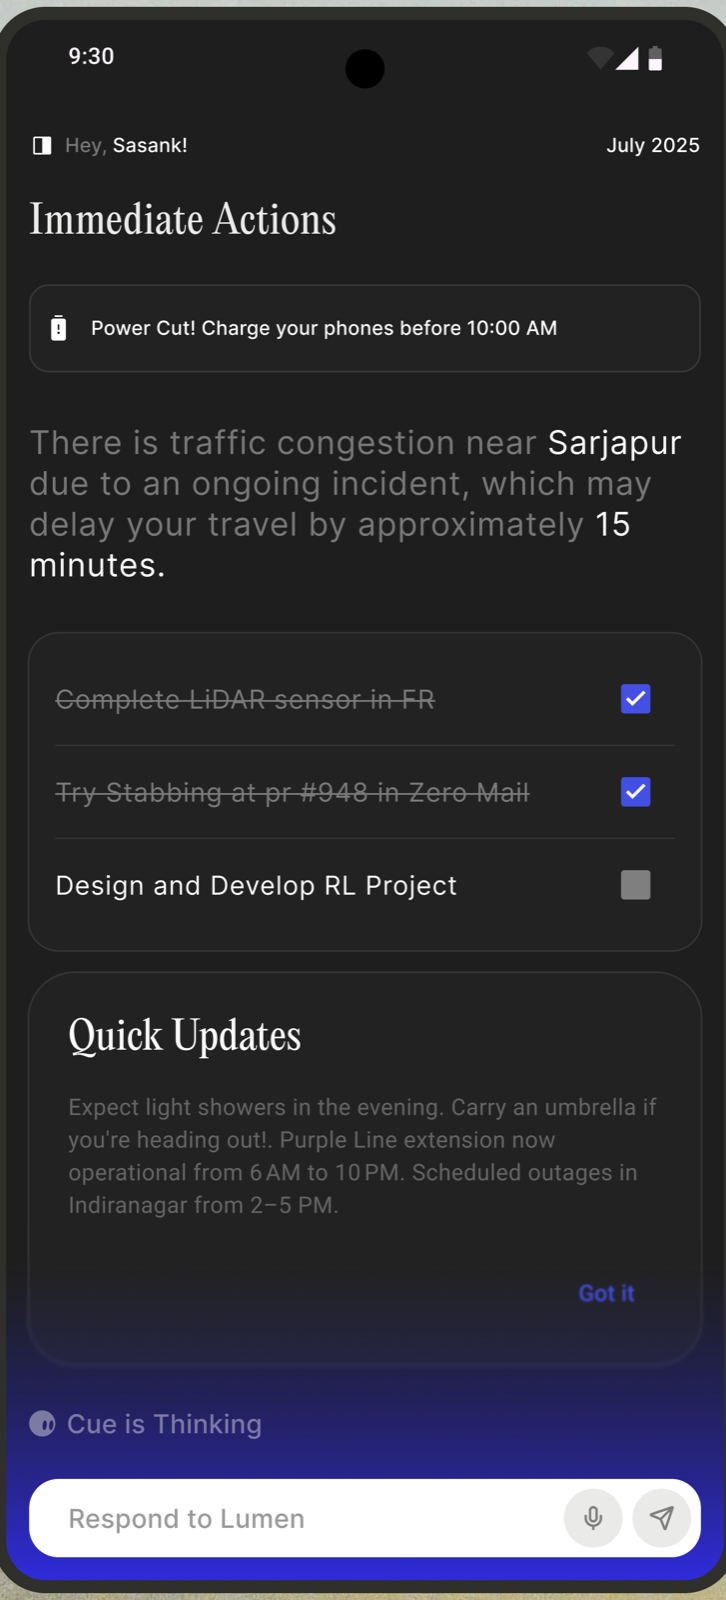 9:30
Hey, Sasank!
July 2025
Immediate Actions
Power Cut! Charge your phones before 10:00 AM
There is traffic congestion near Sarjapur
due to an ongoing incident, which may
delay your travel by approximately 15
minutes.
Complete LiDAR sensor in FR
Try Stabbing at pr #948 in Zero Mail
Design and Develop RL Project
Quick Updates
Expect light showers in the evening. Carry an umbrella if
you're heading out!. Purple Line extension now
operational from 6 AM to 10 PM. Scheduled outages in
Indiranagar from 2–5 PM.
Got it
Cue is Thinking
Respond to Lumen